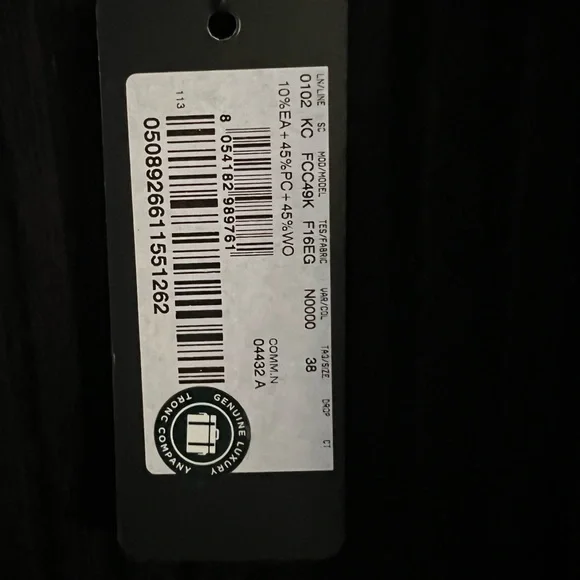 LN/LINE SC MOD/MODEL TES/FABRIC VAR/COL TAG/SIZE DROP CT
0102 KC FCC49K F16EG N0000 38
10%EA+45%PC+45%WO
8 054182 989761
COMM.N
04432 A
113
0508926611551262
GENUINE LUXURY
TRONC COMPANY